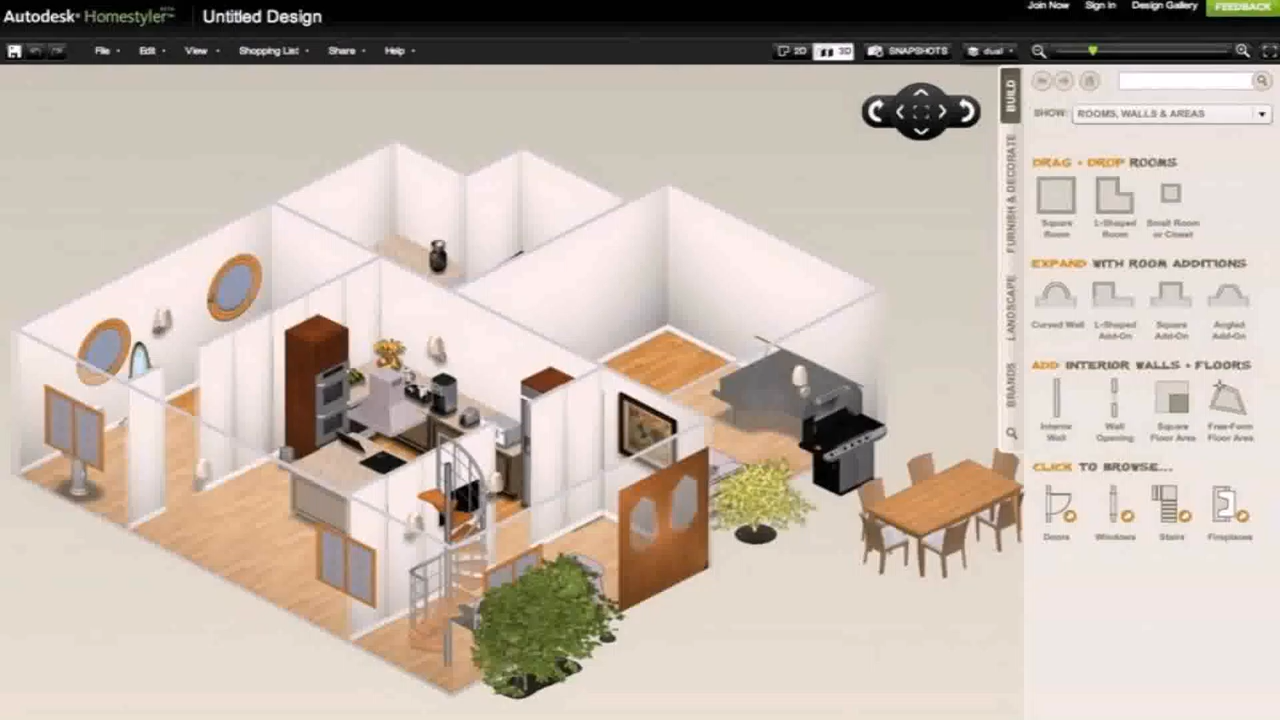 Autodesk® Homestyler™ BETA Untitled Design
Join Now Sign In Design Gallery FEEDBACK
File Edit View Shopping List Share Help
2D 3D SNAPSHOTS dual
BUILD
FURNISH & DECORATE
LANDSCAPE
BRANDS
SHOW: ROOMS, WALLS & AREAS
DRAG + DROP ROOMS
Square Room
L-Shaped Room
Small Room or Closet
EXPAND WITH ROOM ADDITIONS
Curved Wall
L-Shaped Add-On
Square Add-On
Angled Add-On
ADD INTERIOR WALLS + FLOORS
Interior Wall
Wall Opening
Square Floor Area
Free-Form Floor Area
CLICK TO BROWSE...
Doors Windows Stairs Fireplaces